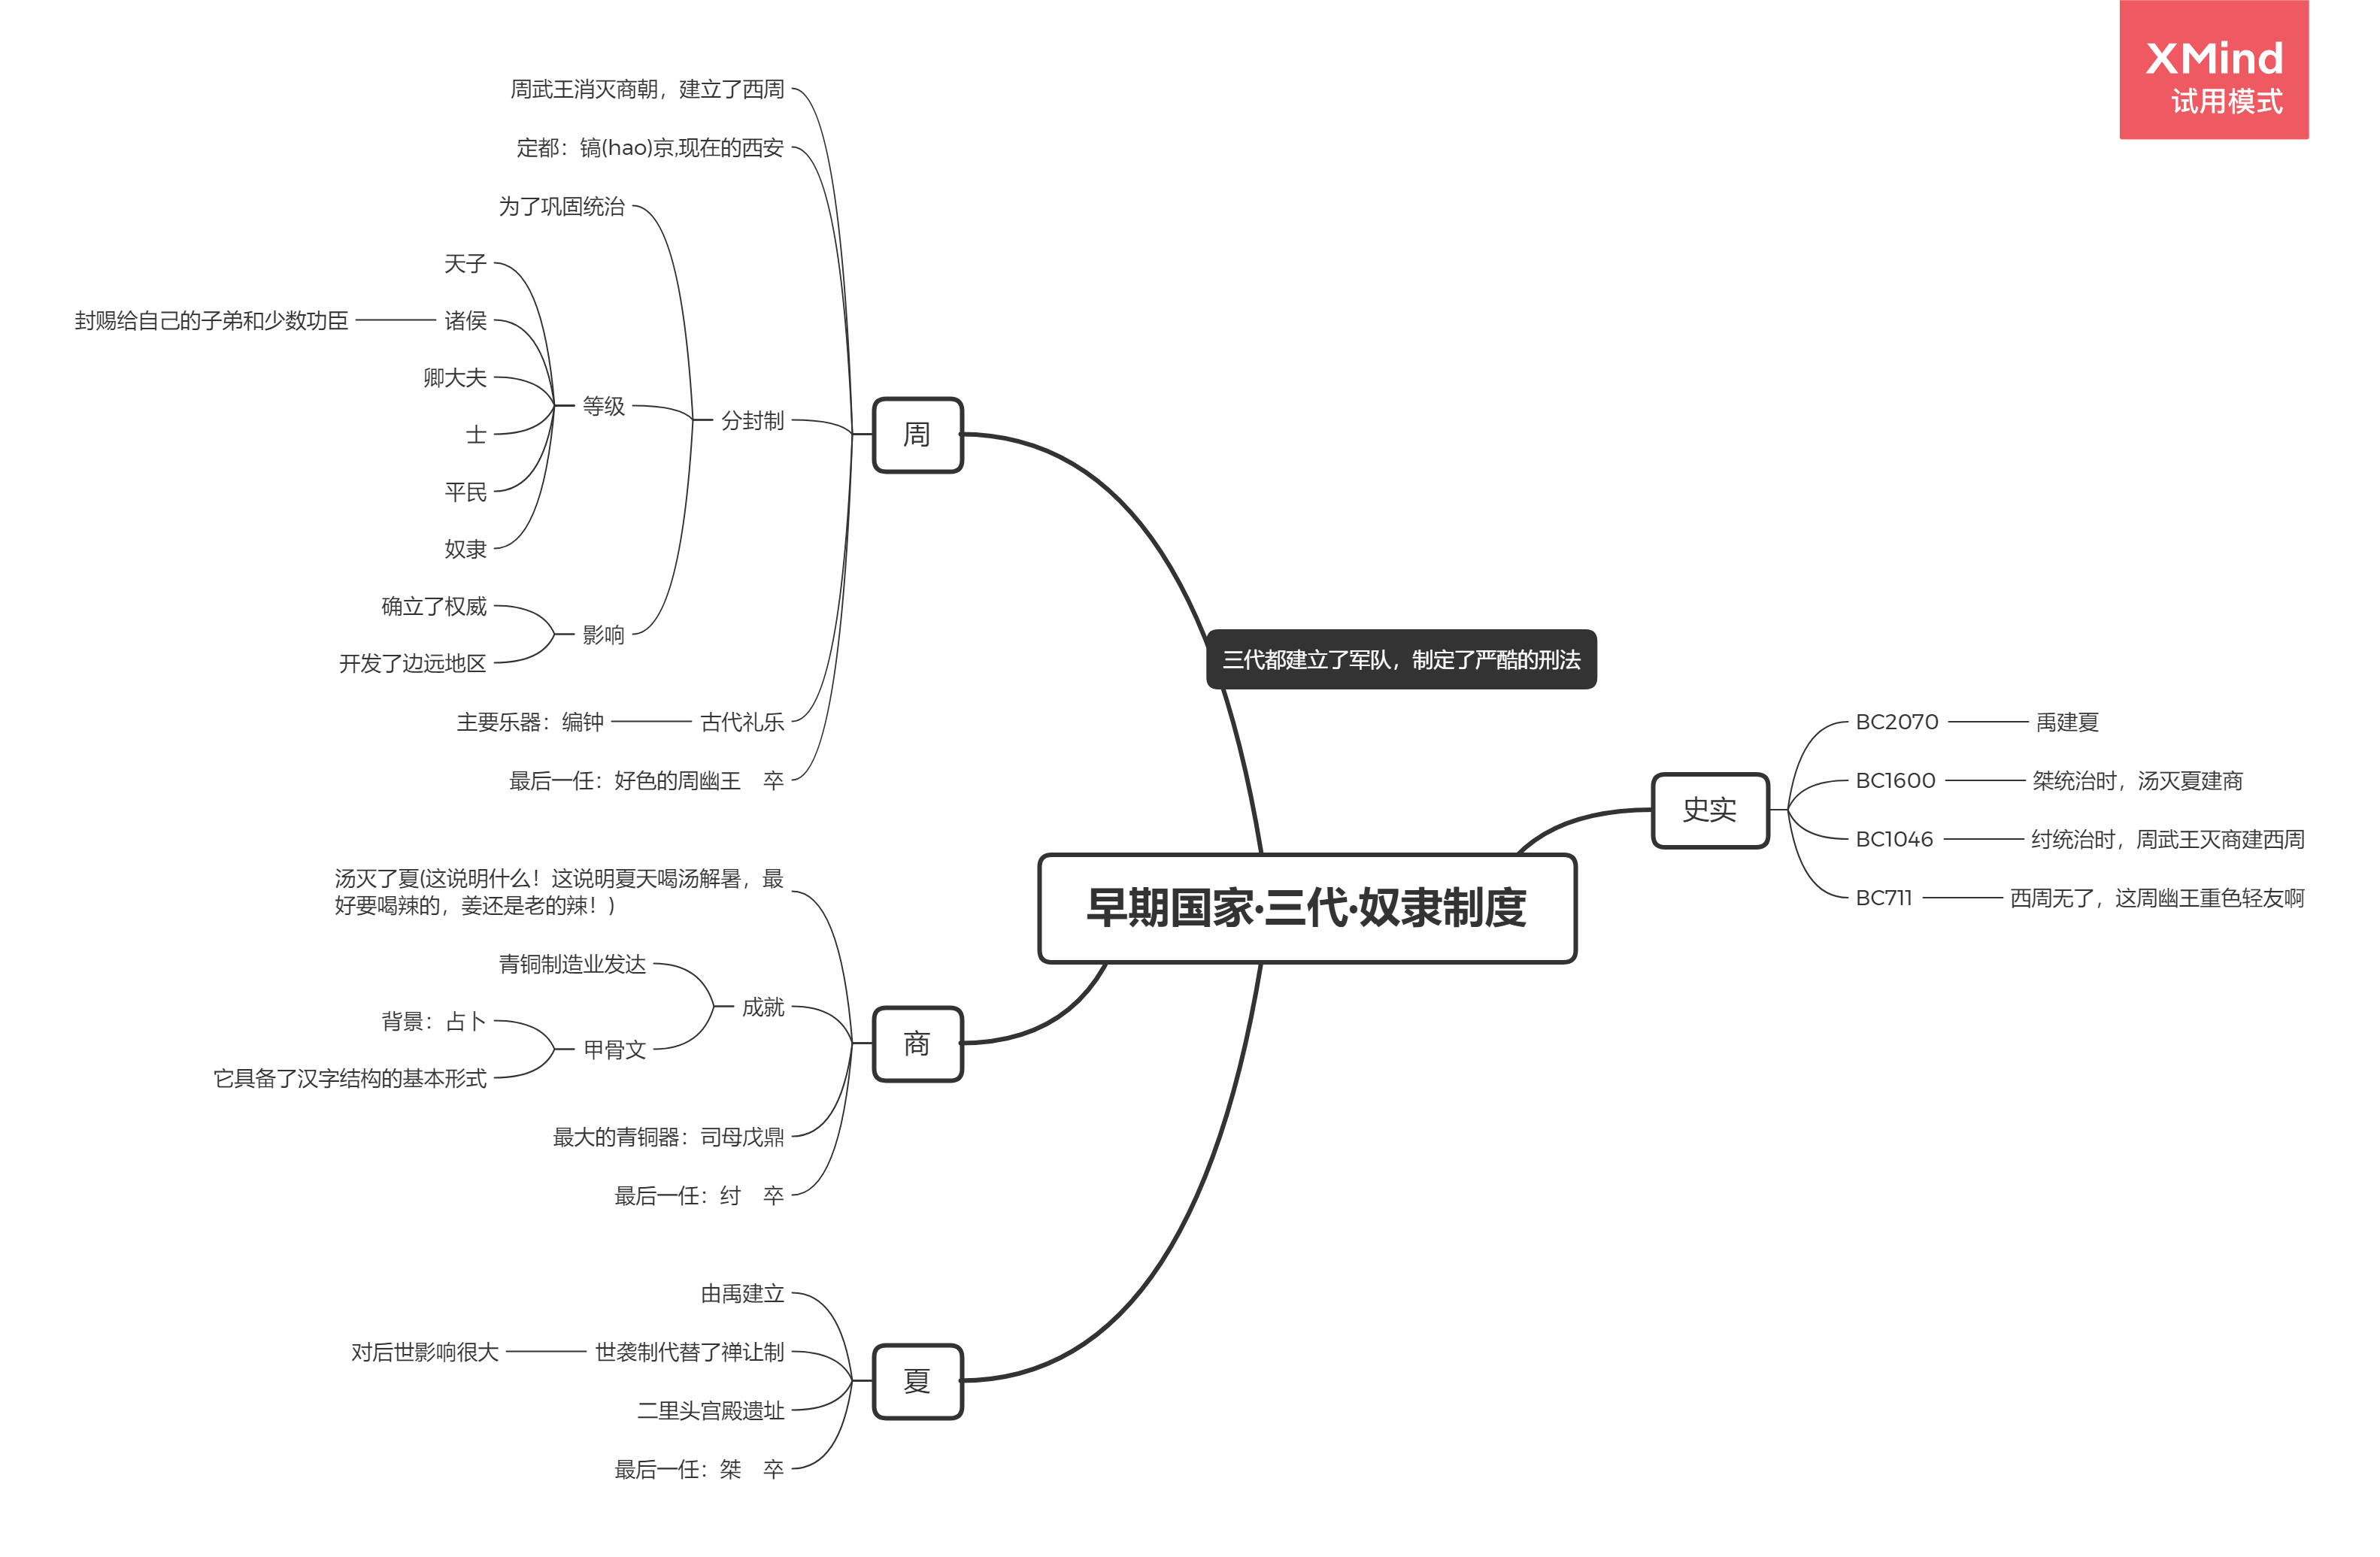 XMind
试用模式
周武王消灭商朝，建立了西周
定都：镐(hao)京,现在的西安
为了巩固统治
天子
封赐给自己的子弟和少数功臣
诸侯
卿大夫
等级
士
平民
奴隶
分封制
周
确立了权威
影响
开发了边远地区
主要乐器：编钟
古代礼乐
最后一任：好色的周幽王 卒
三代都建立了军队，制定了严酷的刑法
早期国家·三代·奴隶制度
史实
BC2070
禹建夏
BC1600
桀统治时，汤灭夏建商
BC1046
纣统治时，周武王灭商建西周
BC711
西周无了，这周幽王重色轻友啊
汤灭了夏(这说明什么！这说明夏天喝汤解暑，最
好要喝辣的，姜还是老的辣！)
青铜制造业发达
成就
背景：占卜
甲骨文
它具备了汉字结构的基本形式
商
最大的青铜器：司母戊鼎
最后一任：纣 卒
由禹建立
对后世影响很大
世袭制代替了禅让制
夏
二里头宫殿遗址
最后一任：桀 卒